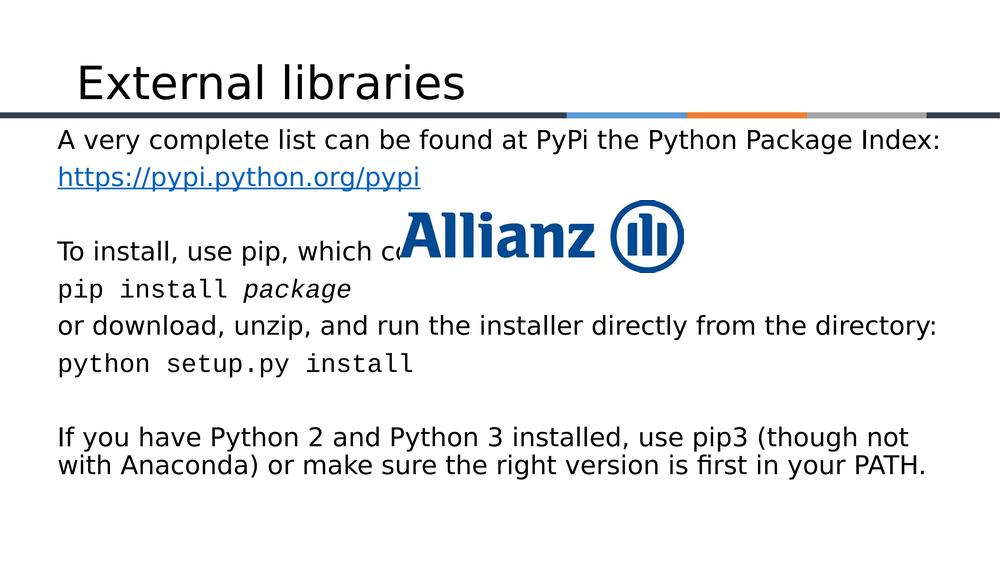 External libraries
A very complete list can be found at PyPi the Python Package Index:
https://pypi.python.org/pypi
To install, use pip, which
Allianz
pip install package
or download, unzip, and run the installer directly from the directory:
python setup.py install
If you have Python 2 and Python 3 installed, use pip3 (though not
with Anaconda) or make sure the right version is first in your PATH.